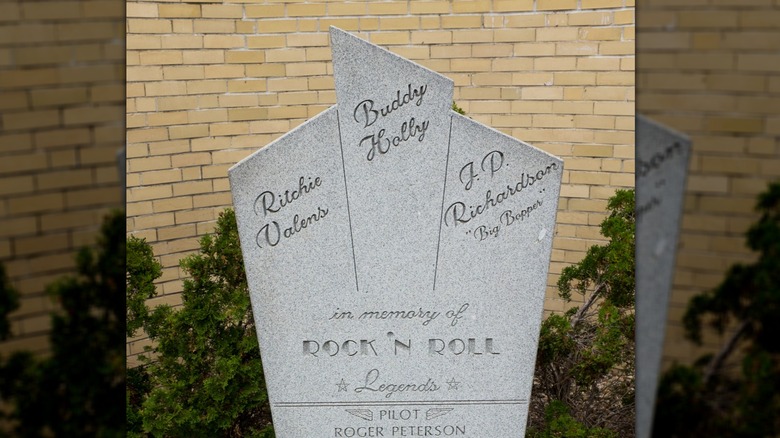 Ritchie
Valens
Buddy
Holly
J.P.
Richardson
"Big Bopper"
in memory of
ROCK 'N ROLL
Legends
PILOT
ROGER PETERSON